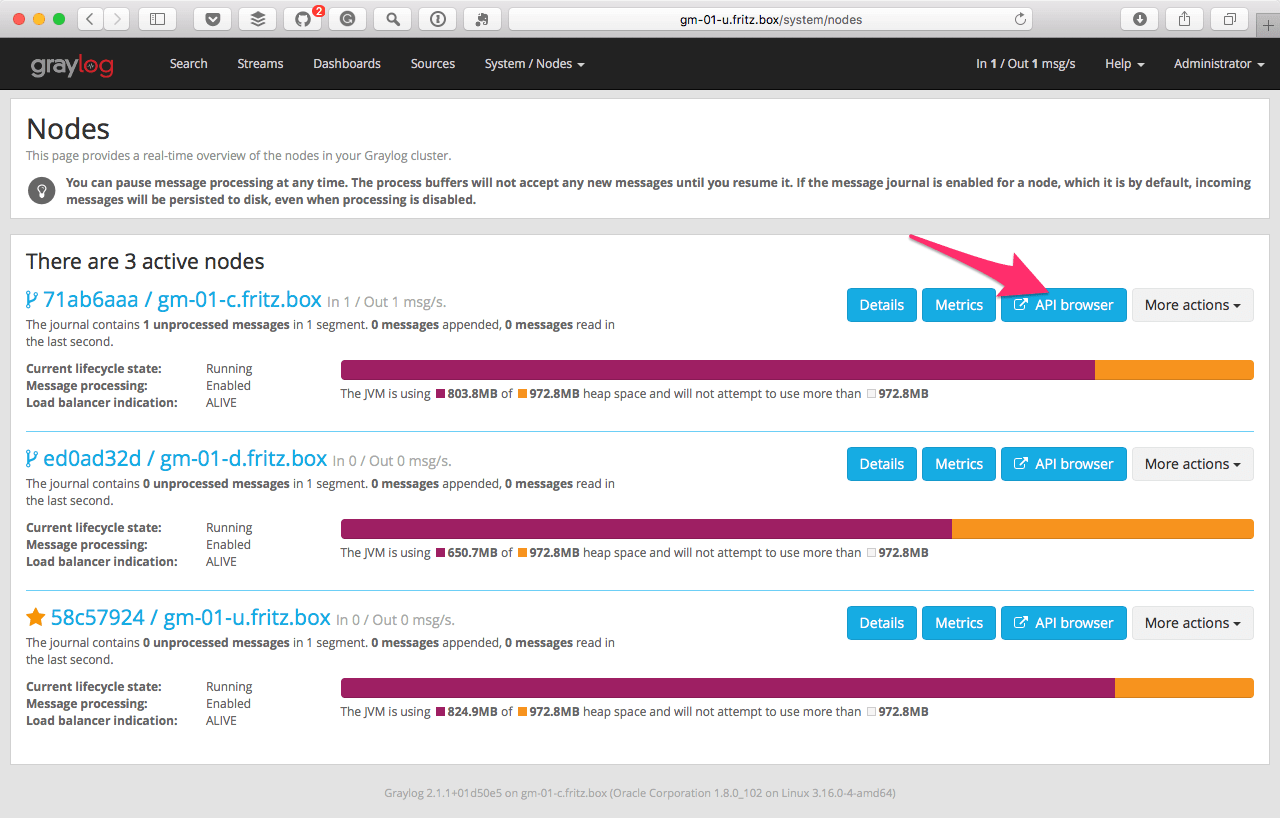 2
gm-01-u.fritz.box/system/nodes
graylog
Search Streams Dashboards Sources System / Nodes In 1 / Out 1 msg/s Help Administrator
Nodes
This page provides a real-time overview of the nodes in your Graylog cluster.
You can pause message processing at any time. The process buffers will not accept any new messages until you resume it. If the message journal is enabled for a node, which it is by default, incoming
messages will be persisted to disk, even when processing is disabled.
There are 3 active nodes
71ab6aaa / gm-01-c.fritz.box In 1 / Out 1 msg/s.
Details Metrics API browser More actions
The journal contains 1 unprocessed messages in 1 segment. 0 messages appended, 0 messages read in
the last second.
Current lifecycle state: Running
Message processing: Enabled
Load balancer indication: ALIVE
The JVM is using 803.8MB of 972.8MB heap space and will not attempt to use more than 972.8MB
ed0ad32d / gm-01-d.fritz.box In 0 / Out 0 msg/s.
Details Metrics API browser More actions
The journal contains 0 unprocessed messages in 1 segment. 0 messages appended, 0 messages read in
the last second.
Current lifecycle state: Running
Message processing: Enabled
Load balancer indication: ALIVE
The JVM is using 650.7MB of 972.8MB heap space and will not attempt to use more than 972.8MB
58c57924 / gm-01-u.fritz.box In 0 / Out 0 msg/s.
Details Metrics API browser More actions
The journal contains 0 unprocessed messages in 1 segment. 0 messages appended, 0 messages read in
the last second.
Current lifecycle state: Running
Message processing: Enabled
Load balancer indication: ALIVE
The JVM is using 824.9MB of 972.8MB heap space and will not attempt to use more than 972.8MB
Graylog 2.1.1+01d50e5 on gm-01-c.fritz.box (Oracle Corporation 1.8.0_102 on Linux 3.16.0-4-amd64)